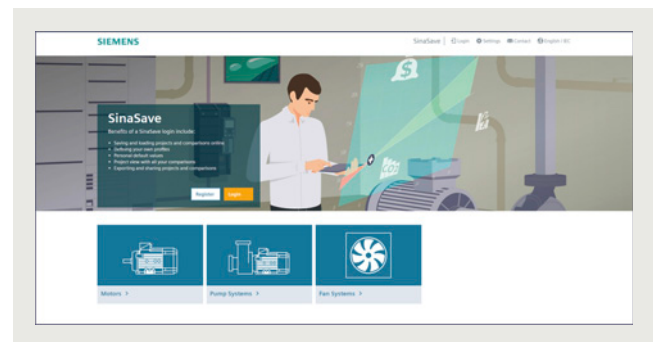 SIEMENS
SinaSave Login Settings Contact English / IEC
$
SinaSave
Benefits of a SinaSave login include:
Saving and loading projects and comparisons online
Defining your own profiles
Personal default values
Project view with all your comparisons
Exporting and sharing projects and comparisons
Register Login
CO2
Motors >
Pump Systems >
Fan Systems >